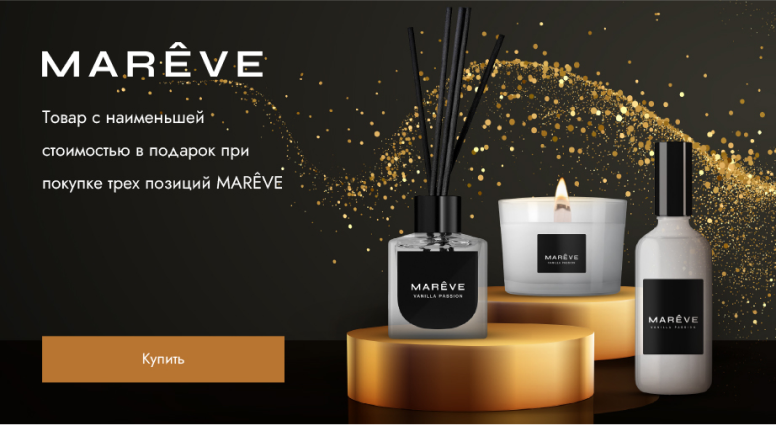 MARÊVE
Товар с наименьшей
стоимостью в подарок при
покупке трех позиций MARÊVE
Купить
MARÊVE
VANILLA PASSION
MARÊVE
VANILLA PASSION
MARÊVE
VANILLA PASSION